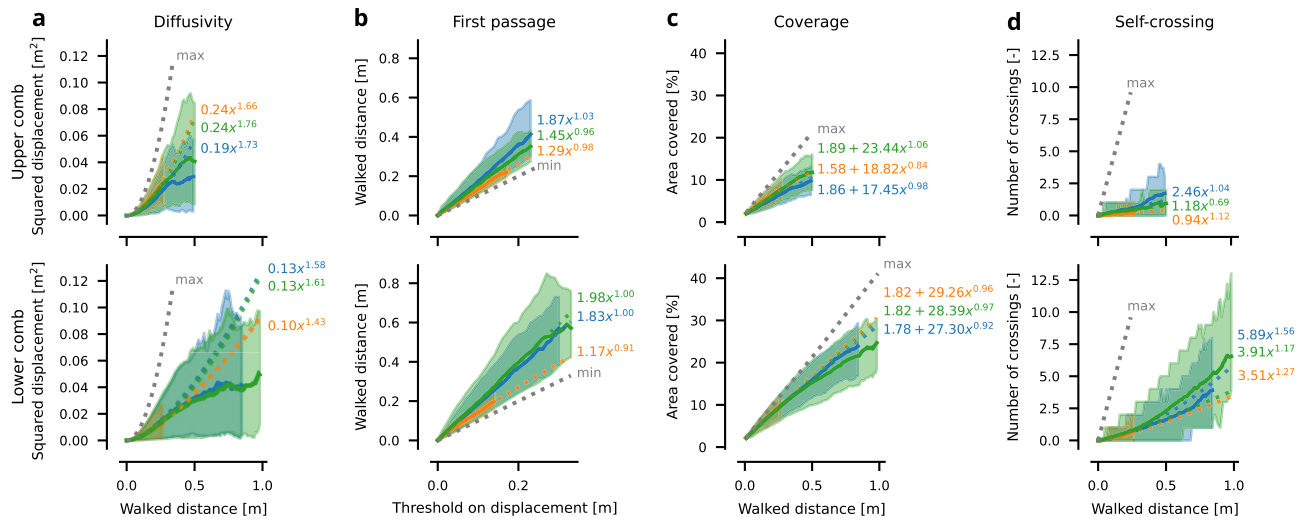 a
Diffusivity
b
First passage
c
Coverage
d
Self-crossing
Upper comb
Squared displacement [m²]
0.12
0.10
0.08
0.06
0.04
0.02
0.00
max
0.24x^1.66
0.24x^1.76
0.19x^1.73
Walked distance [m]
0.8
0.6
0.4
0.2
0.0
1.87x^1.03
1.45x^0.96
1.29x^0.98
min
Area covered [%]
40
30
20
10
0
max
1.89 + 23.44x^1.06
1.58 + 18.82x^0.84
1.86 + 17.45x^0.98
Number of crossings [-]
12.5
10.0
7.5
5.0
2.5
0.0
max
2.46x^1.04
1.18x^0.69
0.94x^1.12
Lower comb
Squared displacement [m²]
0.12
0.10
0.08
0.06
0.04
0.02
0.00
max
0.13x^1.58
0.13x^1.61
0.10x^1.43
0.0 0.5 1.0
Walked distance [m]
Walked distance [m]
0.8
0.6
0.4
0.2
0.0
1.98x^1.00
1.83x^1.00
1.17x^0.91
min
0.0 0.2
Threshold on displacement [m]
Area covered [%]
40
30
20
10
0
max
1.82 + 29.26x^0.96
1.82 + 28.39x^0.97
1.78 + 27.30x^0.92
0.0 0.5 1.0
Walked distance [m]
Number of crossings [-]
12.5
10.0
7.5
5.0
2.5
0.0
max
5.89x^1.56
3.91x^1.17
3.51x^1.27
0.0 0.5 1.0
Walked distance [m]